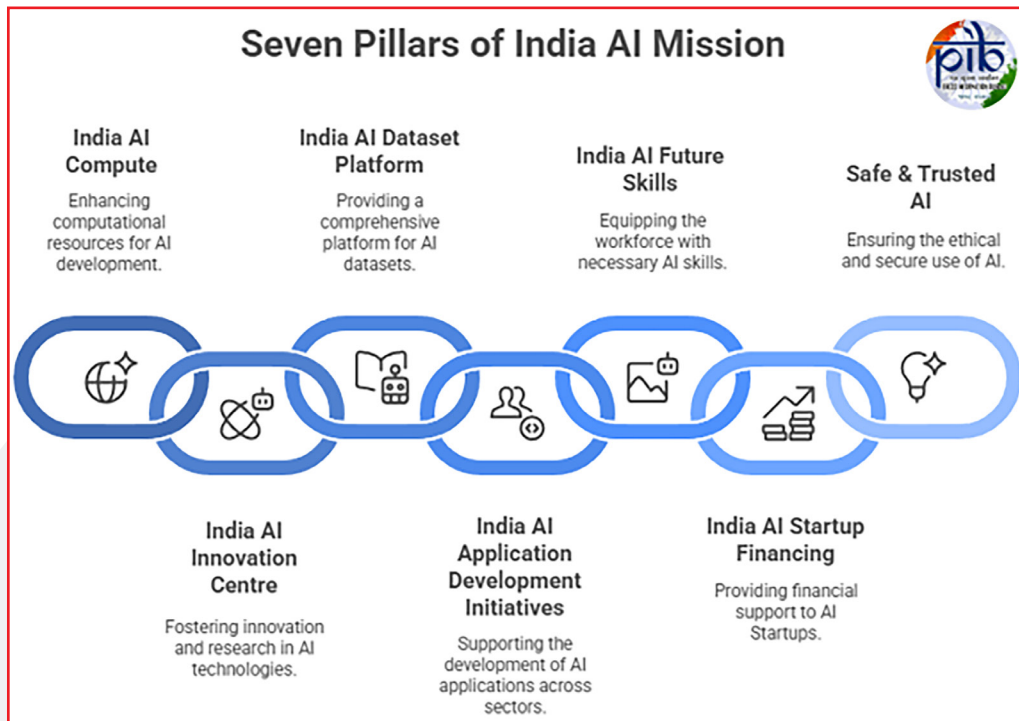 Seven Pillars of India AI Mission
pib
India AI
Compute
Enhancing
computational
resources for AI
development.
India AI Dataset
Platform
Providing a
comprehensive
platform for AI
datasets.
India AI Future
Skills
Equipping the
workforce with
necessary AI skills.
Safe & Trusted
AI
Ensuring the ethical
and secure use of AI.
India AI
Innovation
Centre
Fostering innovation
and research in AI
technologies.
India AI
Application
Development
Initiatives
Supporting the
development of AI
applications across
sectors.
India AI Startup
Financing
Providing financial
support to AI
Startups.